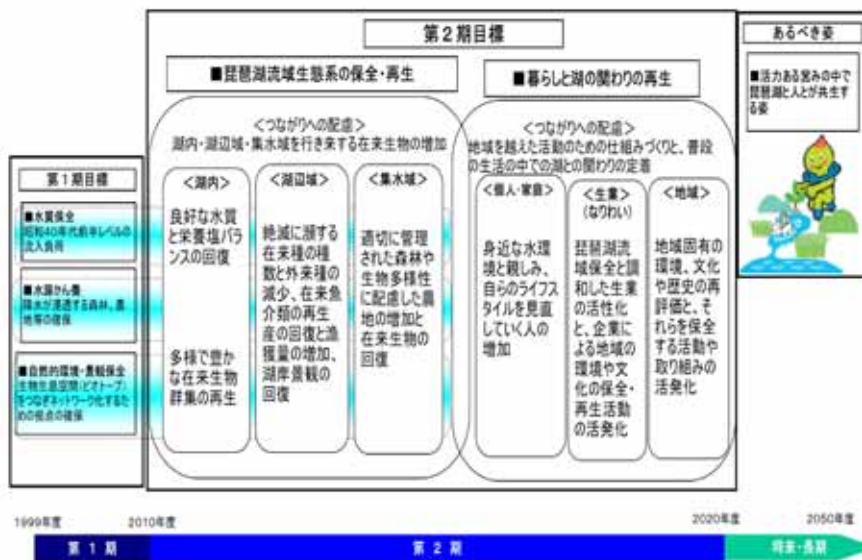 第2期目標
■琵琶湖流域生態系の保全・再生
<つながりへの配慮>
湖内・湖辺域・集水域を行き来する在来生物の増加
<湖内>
良好な水質
と栄養塩バラ
ンスの回復
多様で豊か
な在来生物
群集の再生
<湖辺域>
絶滅に瀕する
在来種の種
数と外来種の
減少、在来魚
介類の再生
産の回復と漁
獲量の増加、
湖岸景観の
回復
<集水域>
適切に管理
された森林や
生物多様性
に配慮した農
地の増加と
在来生物の
回復
■暮らしと湖の関わりの再生
<つながりへの配慮>
地域を越えた活動のための仕組みづくりと、普段
の生活の中での湖との関わりの定着
<個人・家庭>
身近な水環
境と親しみ、
自らのライフス
タイルを見直
していく人の
増加
<生業>
(なりわい)
琵琶湖流
域保全と調
和した生業
の活性化
と、企業に
よる地域の
環境や文
化の保全・
再生活動
の活発化
<地域>
地域固有の
環境、文化
や歴史の再
評価と、そ
れらを保全
する活動や
取り組みの
活発化
あるべき姿
■活力ある営みの中で
琵琶湖と人とが共生す
る姿
第1期目標
■水質保全
昭和40年代前半レベルの
流入負荷
■水源かん養
降水が浸透する森林、農
地等の確保
■自然的環境・景観保全
生物生息空間(ビオトープ)
をつなぎネットワーク化するた
めの拠点の確保
1999年度
2010年度
2020年度
2050年度
第1期
第2期
将来・長期